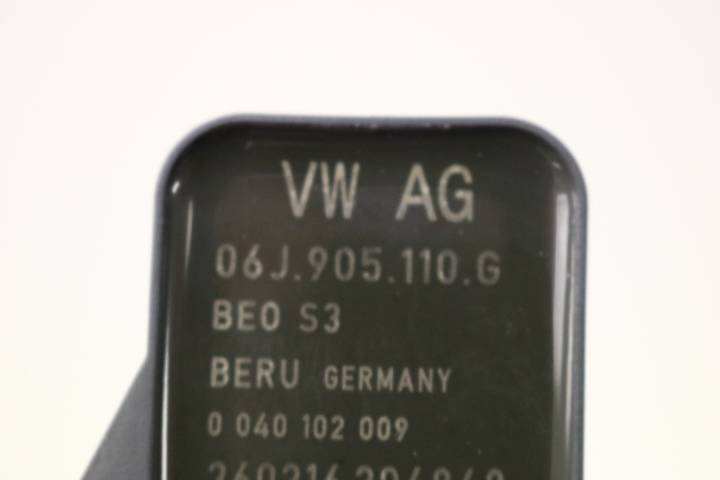 VW AG
06J.905.110.G
BEO S3
BERU GERMANY
0 040 102 009